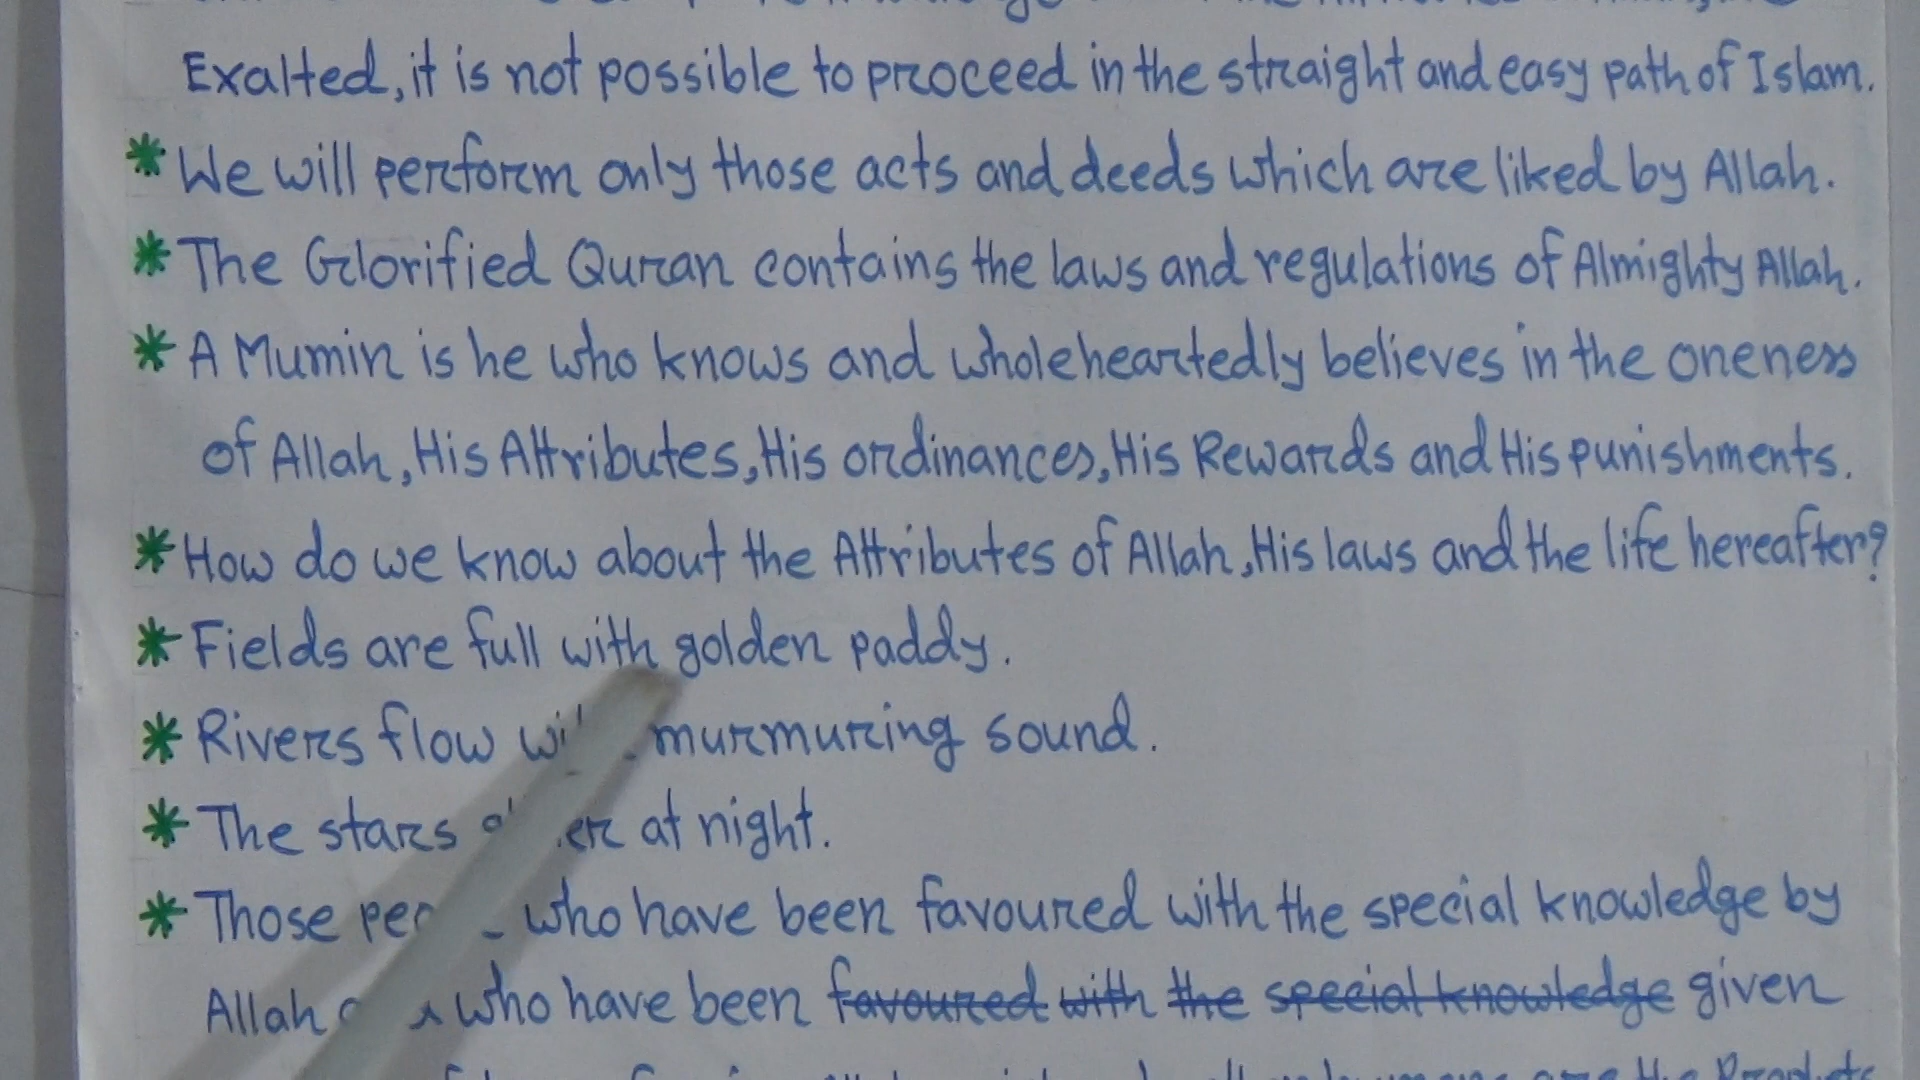 Exalted, it is not possible to proceed in the straight and easy path of Islam.
* We will perform only those acts and deeds which are liked by Allah.
* The Glorified Quran contains the laws and regulations of Almighty Allah.
* A Mumin is he who knows and wholeheartedly believes in the oneness
of Allah, His Attributes, His ordinances, His Rewards and His punishments.
* How do we know about the Attributes of Allah, His laws and the life hereafter?
* Fields are full with golden paddy.
* Rivers flow murmuring sound.
* The stars at night.
* Those who have been favoured with the special knowledge by
Allah who have been favoured with the special knowledge given